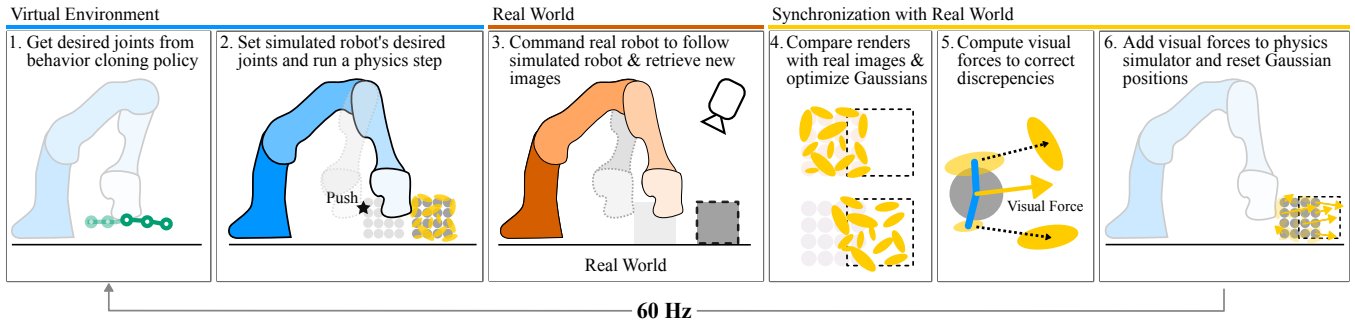 Virtual Environment
Real World
Synchronization with Real World
1. Get desired joints from
behavior cloning policy
2. Set simulated robot's desired
joints and run a physics step
3. Command real robot to follow
simulated robot & retrieve new
images
4. Compare renders
with real images &
optimize Gaussians
5. Compute visual
forces to correct
discrepencies
6. Add visual forces to physics
simulator and reset Gaussian
positions
Push
Visual Force
Real World
60 Hz